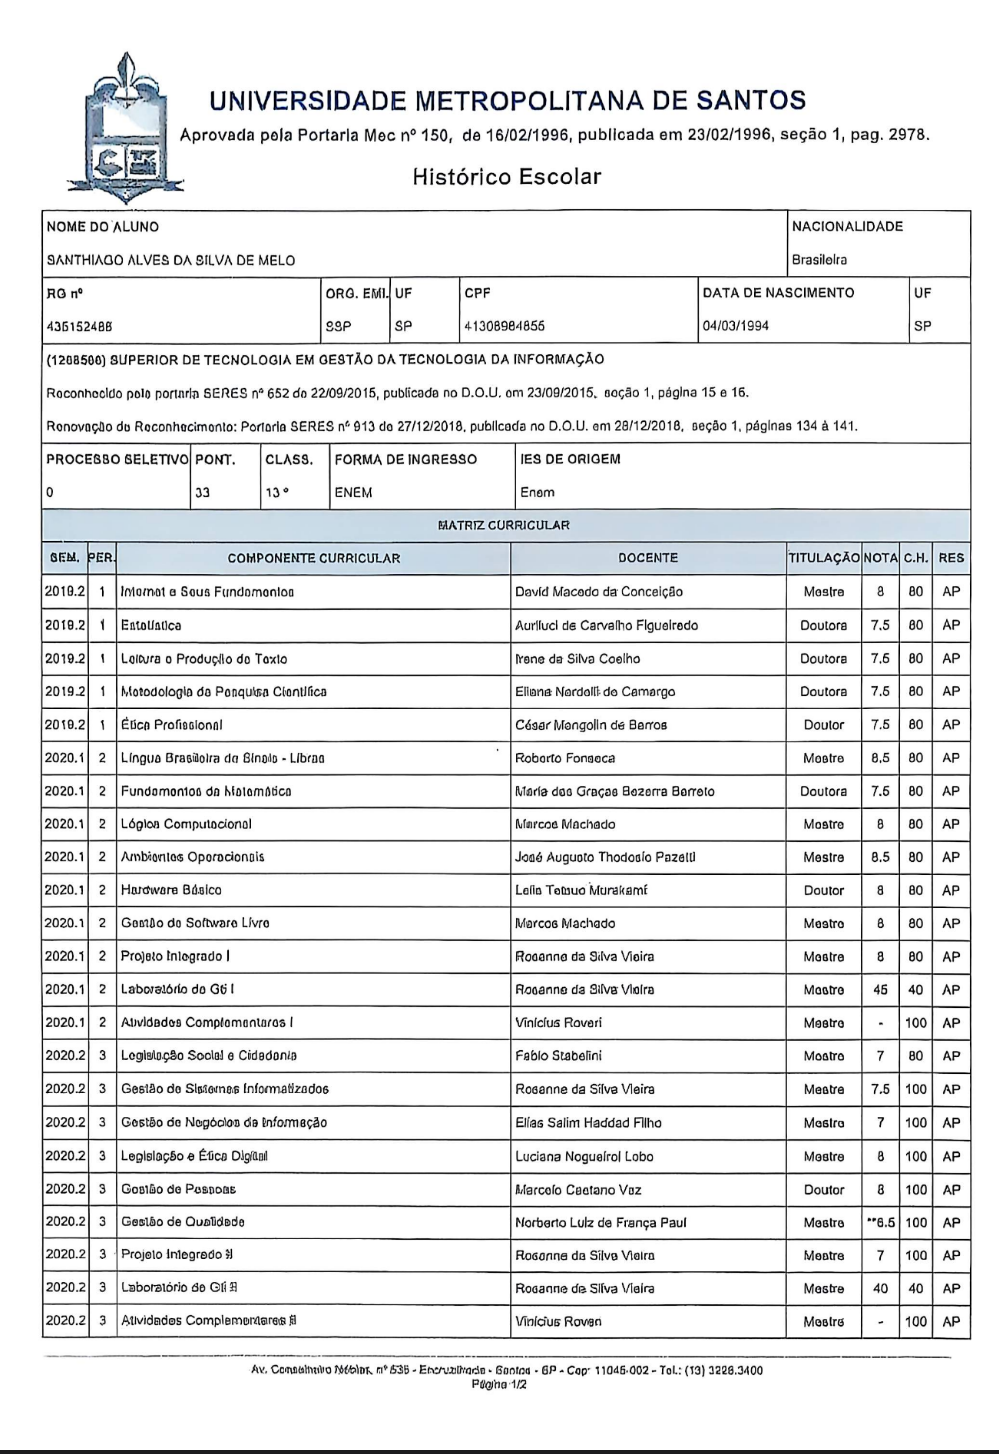 UNIVERSIDADE METROPOLITANA DE SANTOS
Aprovada pela Portaria Mec nº 150, de 16/02/1996, publicada em 23/02/1996, seção 1, pag. 2978.
Histórico Escolar
NOME DO ALUNO NACIONALIDADE
SANTHIAGO ALVES DA SILVA DE MELO Brasileira
RG nº ORG. EMI. UF CPF DATA DE NASCIMENTO UF
435152488 SSP SP 41308984855 04/03/1994 SP
(1208500) SUPERIOR DE TECNOLOGIA EM GESTÃO DA TECNOLOGIA DA INFORMAÇÃO
Reconhecido pela portaria SERES nº 652 de 22/09/2015, publicada no D.O.U. em 23/09/2015, seção 1, página 15 e 16.
Renovação de Reconhecimento: Portaria SERES nº 913 de 27/12/2018, publicada no D.O.U. em 28/12/2018, seção 1, páginas 134 à 141.
PROCESSO SELETIVO PONT. CLASS. FORMA DE INGRESSO IES DE ORIGEM
0 33 13 º ENEM Enem
MATRIZ CURRICULAR
SEM. PER. COMPONENTE CURRICULAR DOCENTE TITULAÇÃO NOTA C.H. RES
2019.2 1 Internet e Seus Fundamentos David Macedo da Conceição Mestre 8 80 AP
2019.2 1 Estatística Auriluci de Carvalho Figueiredo Doutora 7.5 80 AP
2019.2 1 Leitura e Produção de Texto Irene da Silva Coelho Doutora 7.5 80 AP
2019.2 1 Metodologia da Pesquisa Científica Eliana Nardelli de Camargo Doutora 7.5 80 AP
2019.2 1 Ética Profissional César Mangolin de Barros Doutor 7.5 80 AP
2020.1 2 Língua Brasileira de Sinais - Libras Roberto Fonseca Mestre 8.5 80 AP
2020.1 2 Fundamentos da Matemática Maria das Graças Bezerra Barreto Doutora 7.5 80 AP
2020.1 2 Lógica Computacional Marcos Machado Mestre 8 80 AP
2020.1 2 Ambientes Operacionais José Augusto Thodosio Pazetti Mestre 8.5 80 AP
2020.1 2 Hardware Básico Leila Tatsuo Murakami Doutor 8 80 AP
2020.1 2 Gestão de Software Livre Marcos Machado Mestre 8 80 AP
2020.1 2 Projeto Integrado I Rosanne da Silva Vieira Mestre 8 80 AP
2020.1 2 Laboratório de Gti I Rosanne da Silva Vieira Mestre 45 40 AP
2020.1 2 Atividades Complementares I Vinicius Roveri Mestre - 100 AP
2020.2 3 Legislação Social e Cidadania Fabio Stabelini Mestre 7 80 AP
2020.2 3 Gestão de Sistemas Informatizados Rosanne da Silva Vieira Mestre 7.5 100 AP
2020.2 3 Gestão de Negócios da Informação Elias Salim Haddad Filho Mestre 7 100 AP
2020.2 3 Legislação e Ética Digital Luciana Nogueirol Lobo Mestre 8 100 AP
2020.2 3 Gestão de Pessoas Marcelo Caetano Vaz Doutor 8 100 AP
2020.2 3 Gestão de Qualidade Norberto Luiz de França Paul Mestre **6.5 100 AP
2020.2 3 Projeto Integrado II Rosanne da Silva Vieira Mestre 7 100 AP
2020.2 3 Laboratório de Gti II Rosanne da Silva Vieira Mestre 40 40 AP
2020.2 3 Atividades Complementares II Vinicius Roveri Mestre - 100 AP
Av. Conselheiro Nébias, nº 536 - Encruzilhada - Santos - SP - Cep: 11045-002 - Tel.: (13) 3226.3400
Página 1/2